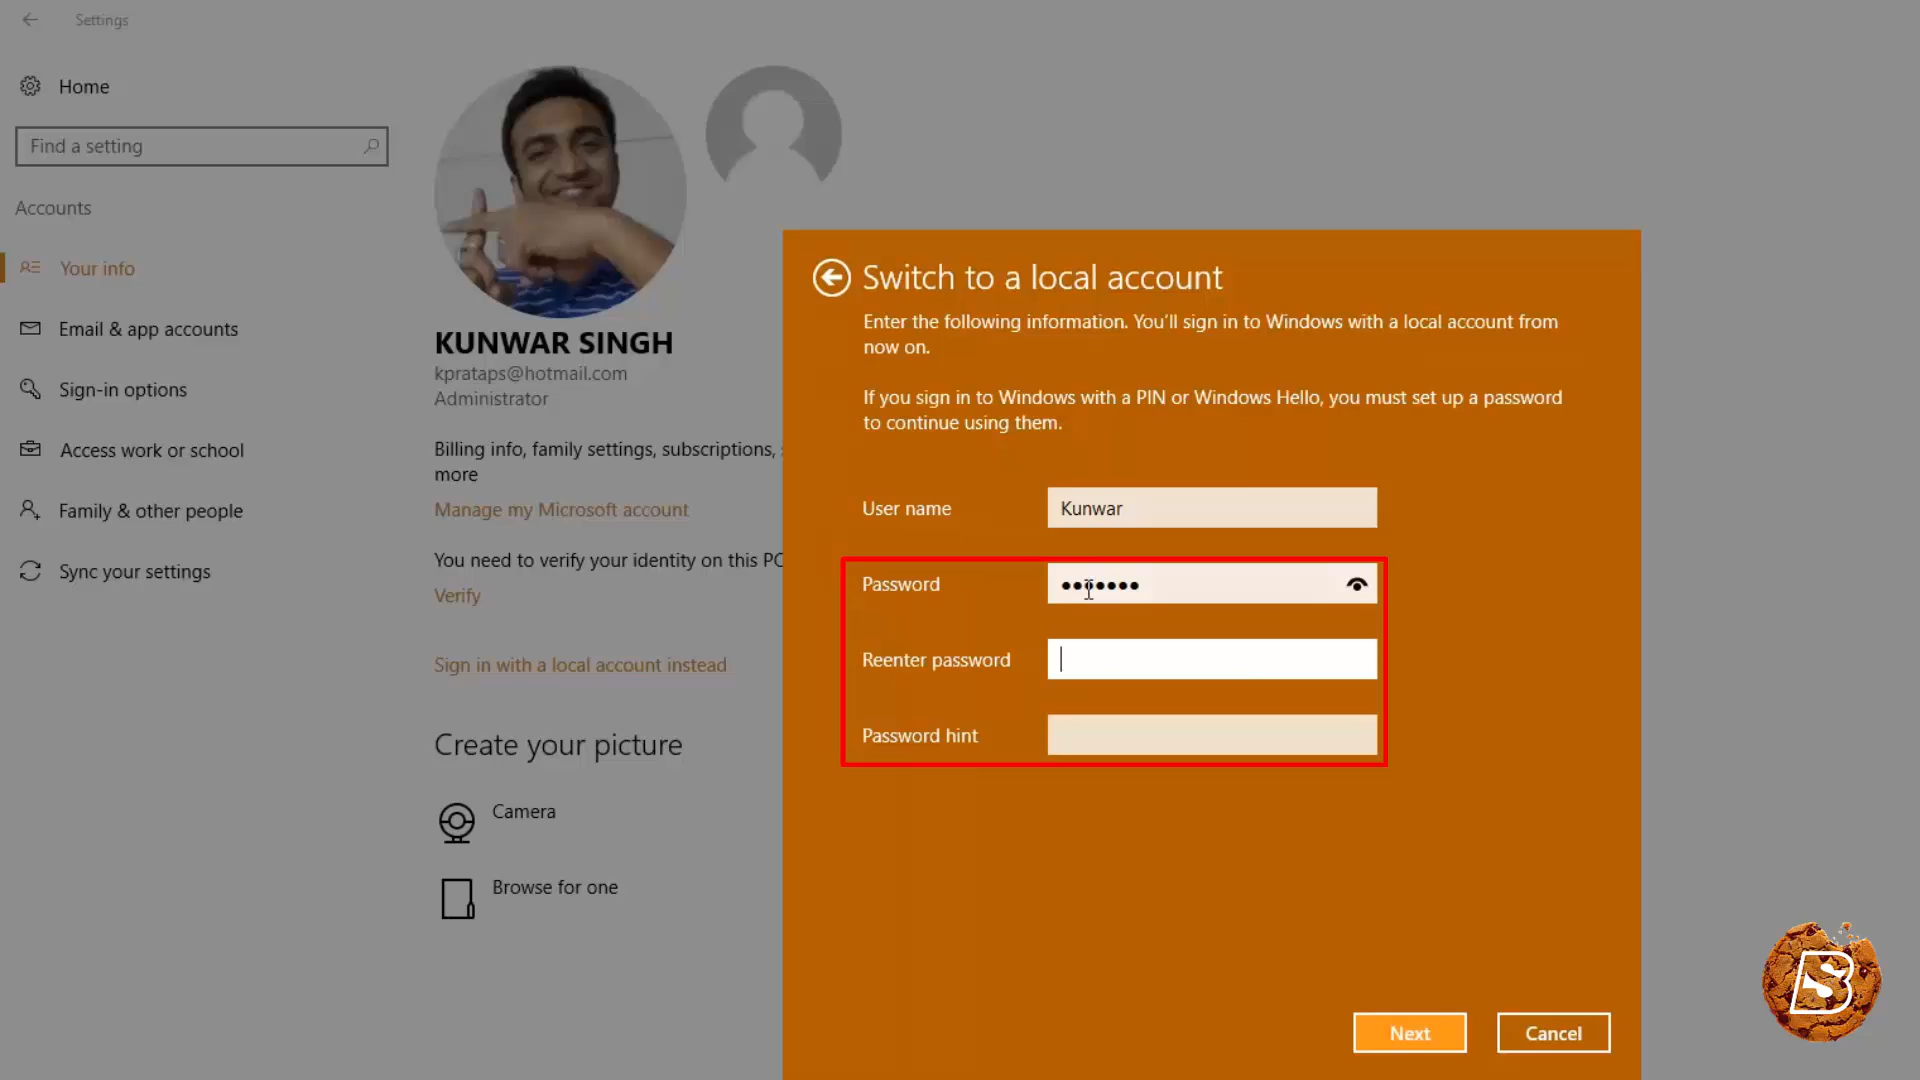 Settings
Home
Find a setting
Accounts
Your info
Email & app accounts
Sign-in options
Access work or school
Family & other people
Sync your settings
KUNWAR SINGH
kprataps@hotmail.com
Administrator
Billing info, family settings, subscriptions,
more
Manage my Microsoft account
You need to verify your identity on this PC
Verify
Sign in with a local account instead
Create your picture
Camera
Browse for one
Switch to a local account
Enter the following information. You'll sign in to Windows with a local account from
now on.
If you sign in to Windows with a PIN or Windows Hello, you must set up a password
to continue using them.
User name
Kunwar
Password
•••••••
Reenter password
Password hint
Next
Cancel
B